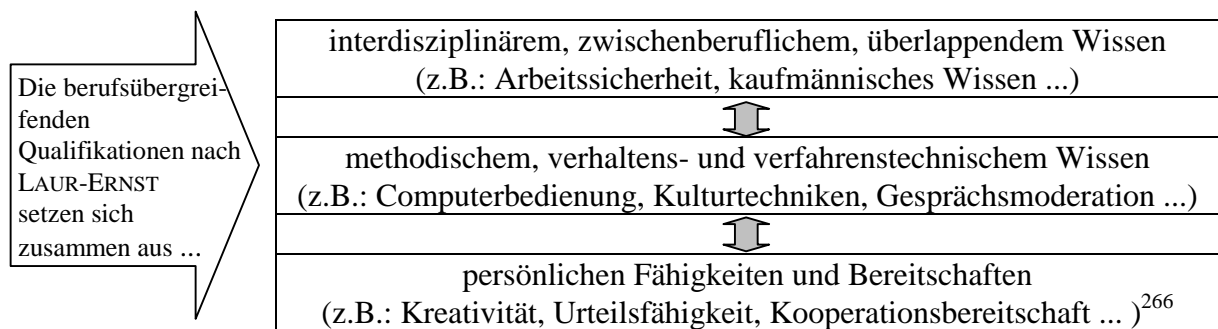 Die berufsübergrei-
fenden
Qualifikationen nach
LAUR-ERNST
setzen sich
zusammen aus ...
interdisziplinärem, zwischenberuflichem, überlappendem Wissen
(z.B.: Arbeitssicherheit, kaufmännisches Wissen ...)
methodischem, verhaltens- und verfahrenstechnischem Wissen
(z.B.: Computerbedienung, Kulturtechniken, Gesprächsmoderation ...)
persönlichen Fähigkeiten und Bereitschaften
(z.B.: Kreativität, Urteilsfähigkeit, Kooperationsbereitschaft ... )266